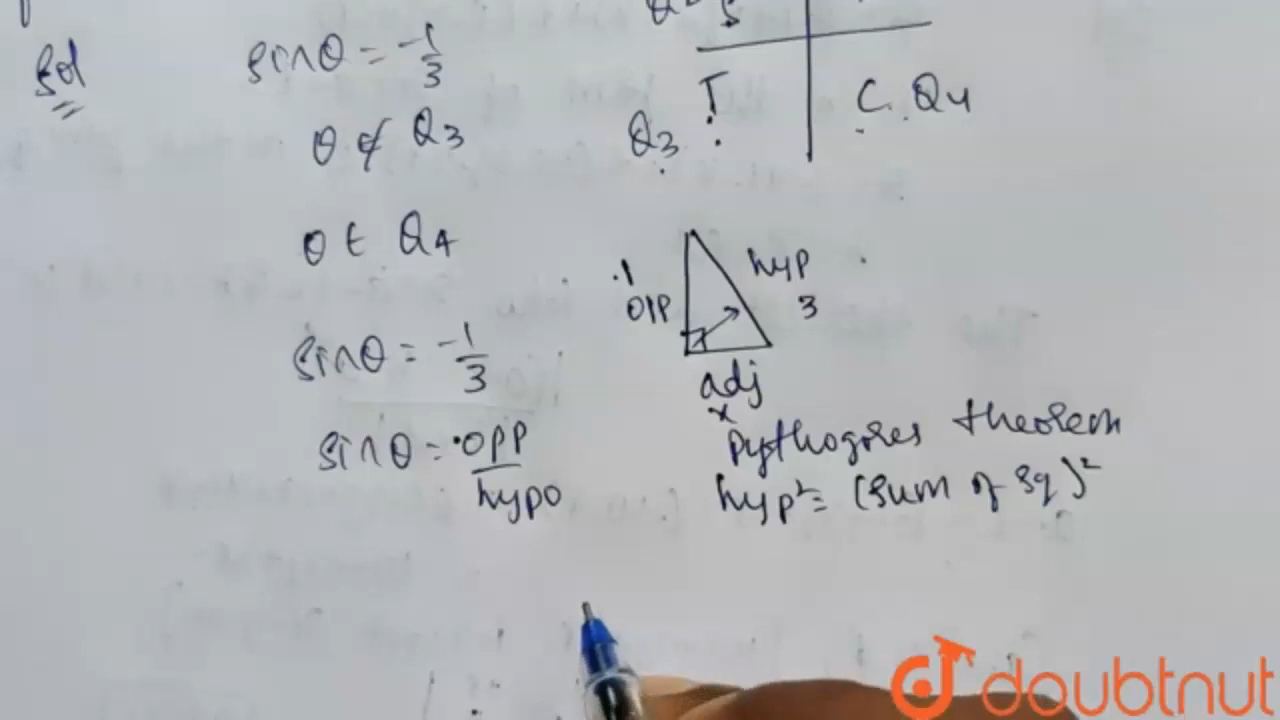 Sol
sinθ = -1/3
θ ∉ Q3
θ ∈ Q4
sinθ = -1/3
sinθ = opp/hypo
S
T
C Q4
Q3
1
opp
hyp
3
adj
x
Pythogores theorem
hyp² = (sum of sq)²
doubtnut